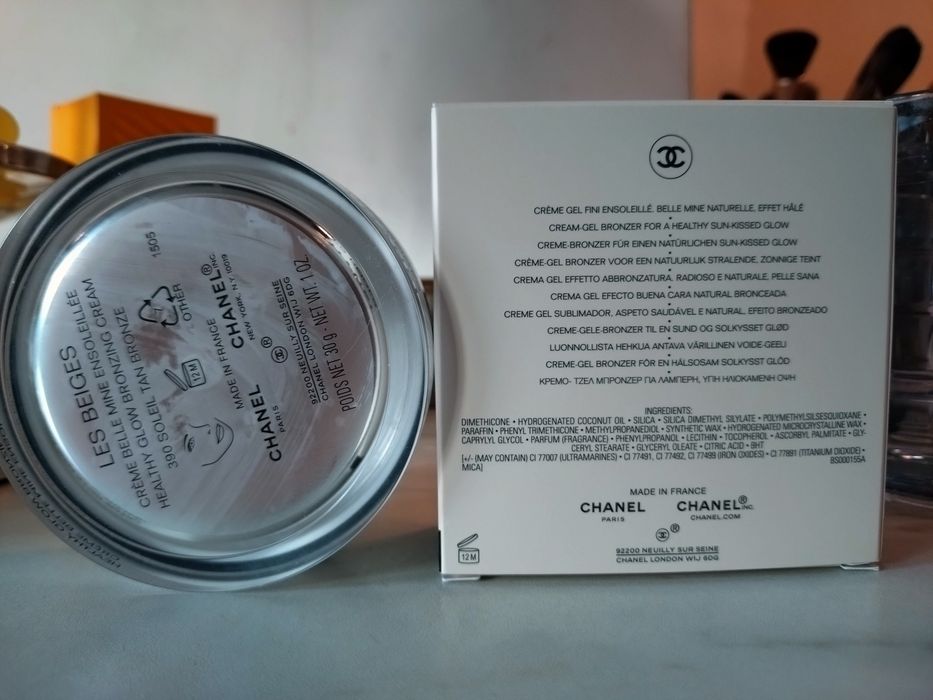 LES BEIGES
BELLE MINE ENSOLEILLÉE
CRÈME BELLE MINE ENSOLEILLÉE
HEALTHY GLOW BRONZING CREAM
390 SOLEIL TAN BRONZE
1505
OTHER
12 M
MADE IN FRANCE
CHANEL
PARIS
CHANEL® INC
NEW YORK, N.Y. 10019
®
92200 NEUILLY SUR SEINE
CHANEL LONDON W1J 6DG
POIDS NET 30 g - NET WT. 1 OZ.
CRÈME GEL FINI ENSOLEILLÉ. BELLE MINE NATURELLE, EFFET HÂLÉ
CREAM-GEL BRONZER FOR A HEALTHY SUN-KISSED GLOW
CREME-BRONZER FÜR EINEN NATÜRLICHEN SUN-KISSED GLOW
CRÈME-GEL BRONZER VOOR EEN NATUURLIJK STRALENDE, ZONNIGE TEINT
CREMA GEL EFFETTO ABBRONZATURA. RADIOSO E NATURALE, PELLE SANA
CREMA GEL EFECTO BUENA CARA NATURAL BRONCEADA
CREME GEL SUBLIMADOR, ASPETO SAUDÁVEL E NATURAL, EFEITO BRONZEADO
CREME-GELE-BRONZER TIL EN SUND OG SOLKYSSET GLØD
LUONNOLLISTA HEHKUA ANTAVA VÄRILLINEN VOIDE-GEELI
CREME-GEL BRONZER FÖR EN HÄLSOSAM SOLKYSST GLÖD
ΚΡΕΜΟ- ΤΖΕΛ ΜΠΡΟΝΖΕΡ ΓΙΑ ΛΑΜΠΕΡΗ, ΥΓΙΗ ΗΛΙΟΚΑΜΕΝΗ ΟΨΗ
INGREDIENTS:
DIMETHICONE • HYDROGENATED COCONUT OIL • SILICA • SILICA DIMETHYL SILYLATE • POLYMETHYLSILSESQUIOXANE •
PARAFFIN • PHENYL TRIMETHICONE • METHYLPROPANEDIOL • SYNTHETIC WAX • HYDROGENATED MICROCRYSTALLINE WAX •
CAPRYLYL GLYCOL • PARFUM (FRAGRANCE) • PHENYLPROPANOL • LECITHIN • TOCOPHEROL • ASCORBYL PALMITATE • GLY-
CERYL STEARATE • GLYCERYL OLEATE • CITRIC ACID • BHT
[+/- (MAY CONTAIN) CI 77007 (ULTRAMARINES) • CI 77491, CI 77492, CI 77499 (IRON OXIDES) • CI 77891 (TITANIUM DIOXIDE) •
MICA]
BS000155A
MADE IN FRANCE
CHANEL CHANEL® INC.
PARIS CHANEL.COM
®
12 M
92200 NEUILLY SUR SEINE
CHANEL LONDON W1J 6DG